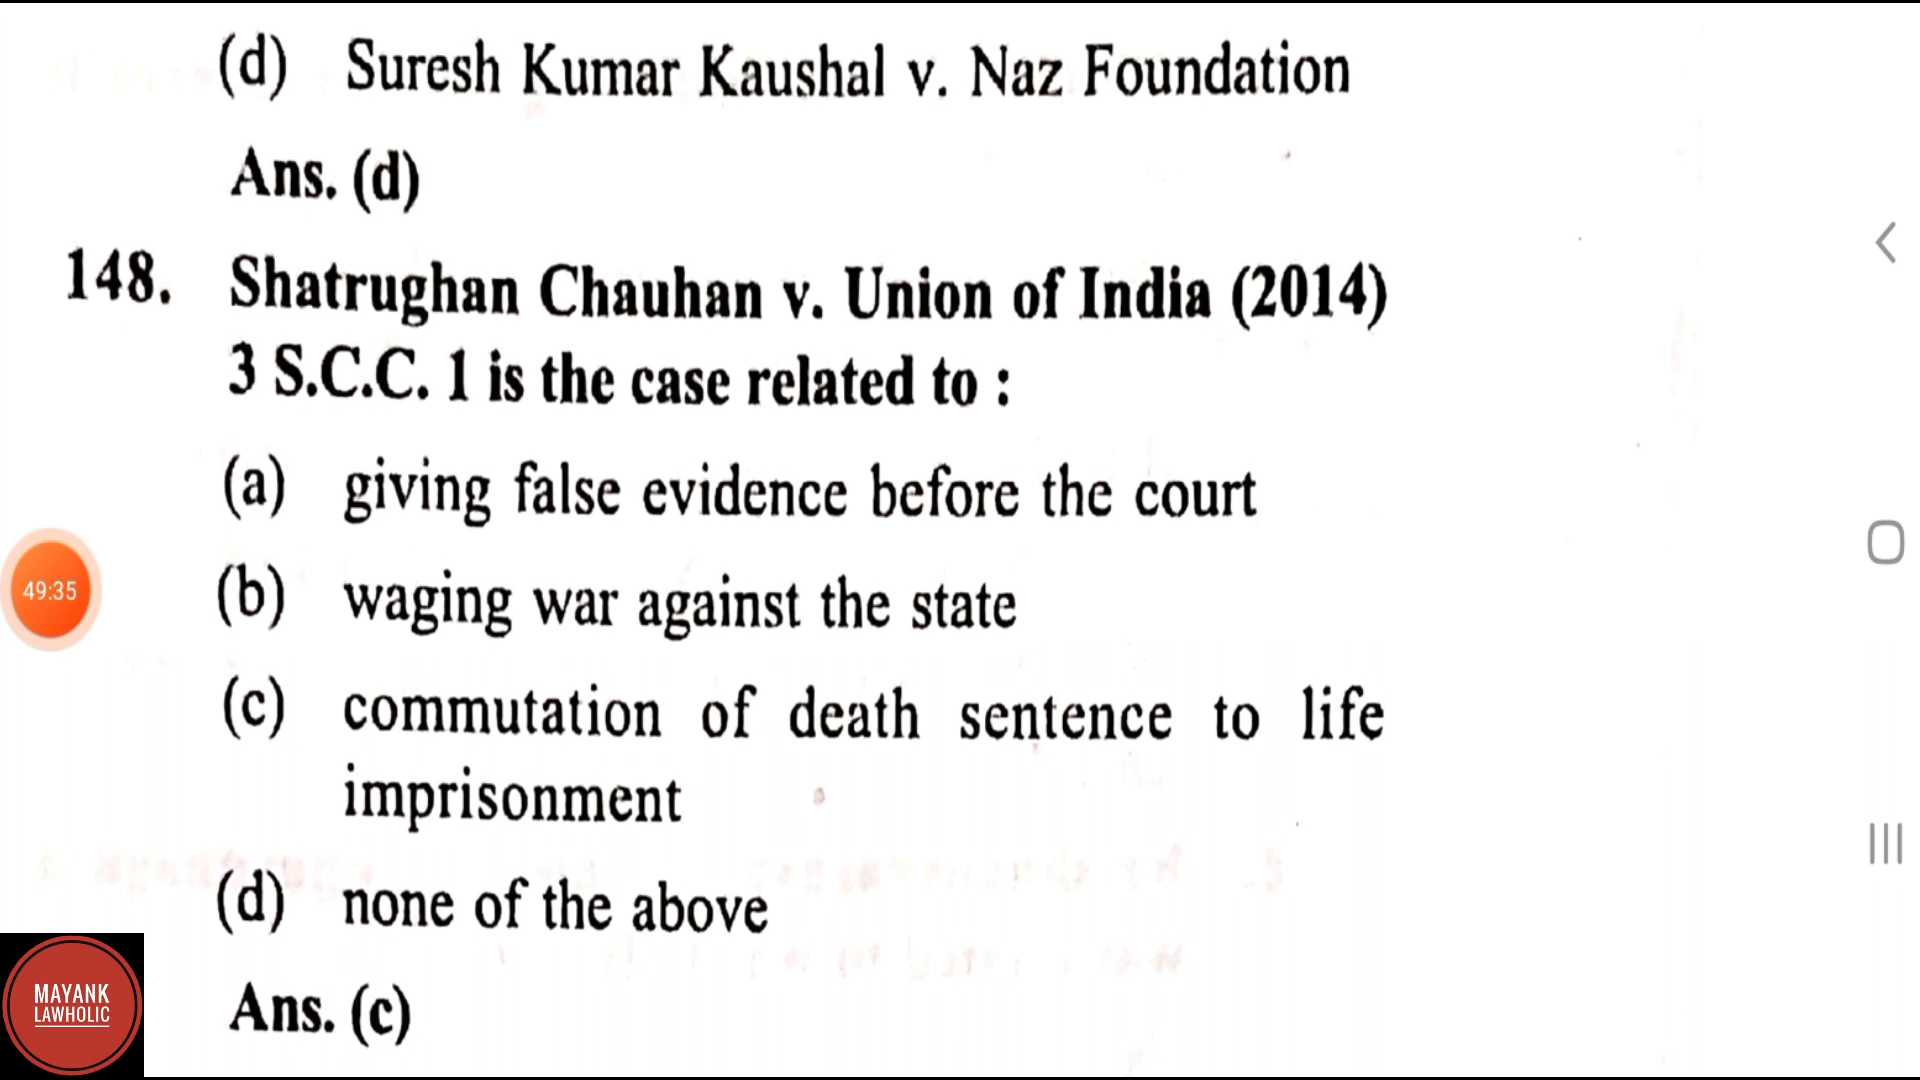 (d) Suresh Kumar Kaushal v. Naz Foundation
Ans. (d)
148. Shatrughan Chauhan v. Union of India (2014)
3 S.C.C. 1 is the case related to :
(a) giving false evidence before the court
49:35
(b) waging war against the state
(c) commutation of death sentence to life
imprisonment
(d) none of the above
MAYANK
LAWHOLIC
Ans. (c)